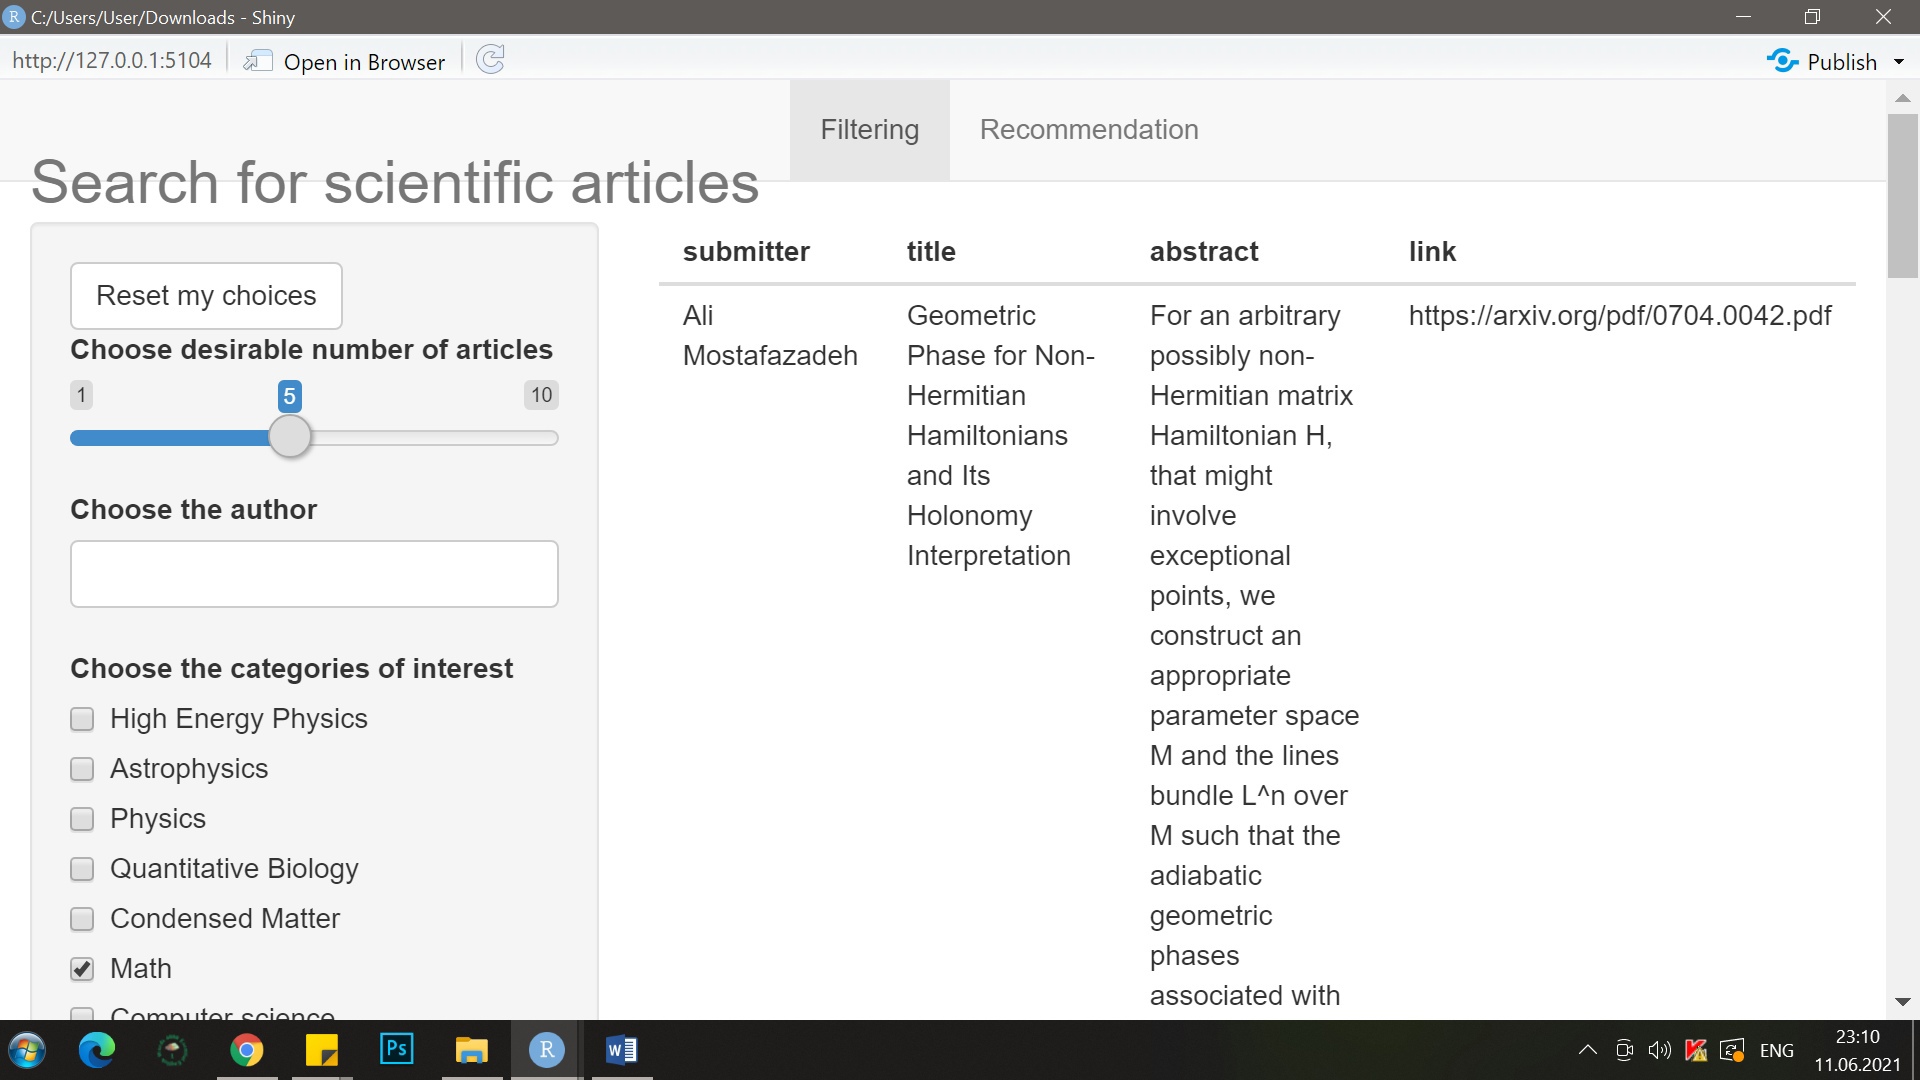 R C:/Users/User/Downloads - Shiny
http://127.0.0.1:5104 Open in Browser Publish
Filtering Recommendation
Search for scientific articles
Reset my choices
Choose desirable number of articles
1 5 10
Choose the author
Choose the categories of interest
High Energy Physics
Astrophysics
Physics
Quantitative Biology
Condensed Matter
Math
Computer science
submitter title abstract link
Ali Geometric For an arbitrary https://arxiv.org/pdf/0704.0042.pdf
Mostafazadeh Phase for Non- possibly non-
Hermitian Hermitian matrix
Hamiltonians Hamiltonian H,
and Its that might
Holonomy involve
Interpretation exceptional
points, we
construct an
appropriate
parameter space
M and the lines
bundle L^n over
M such that the
adiabatic
geometric
phases
associated with
Ps R W ENG 23:10
11.06.2021